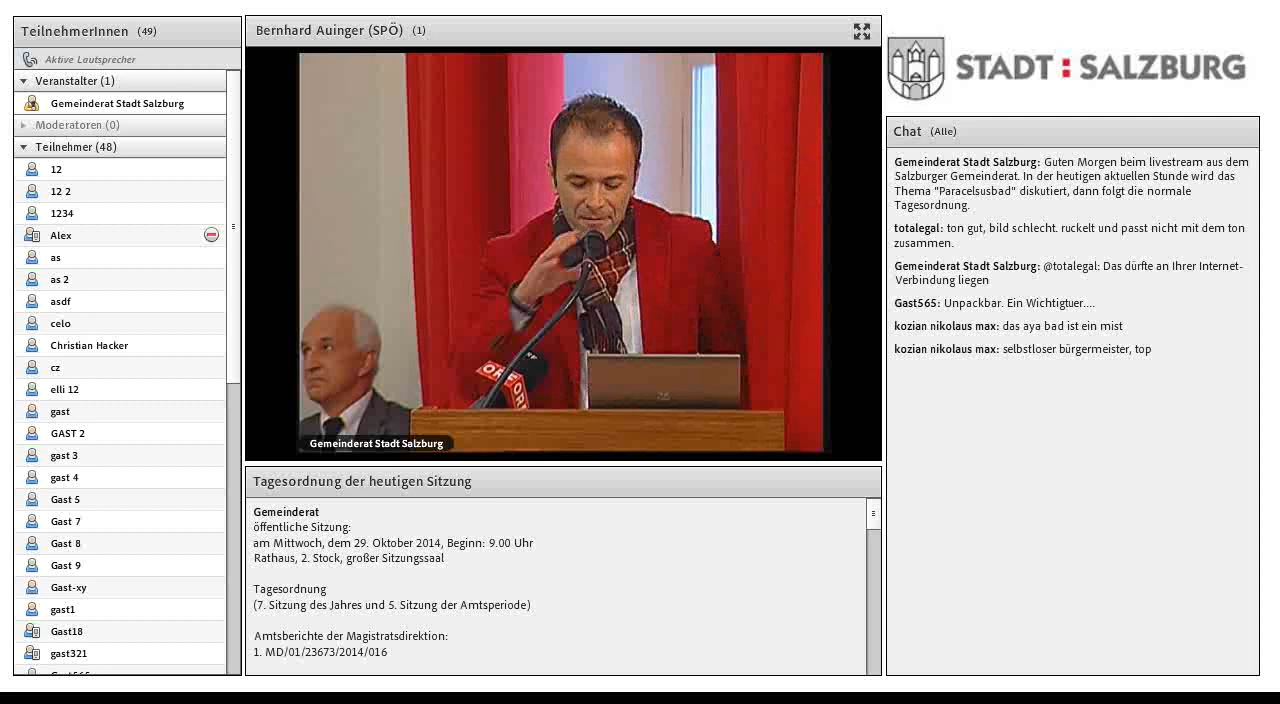 TeilnehmerInnen (49)
Aktive Lautsprecher
Veranstalter (1)
Gemeinderat Stadt Salzburg
Moderatoren (0)
Teilnehmer (48)
12
12 2
1234
Alex
as
as 2
asdf
celo
Christian Hacker
cz
elli 12
gast
GAST 2
gast 3
gast 4
Gast 5
Gast 7
Gast 8
Gast 9
Gast-xy
gast1
Gast18
gast321
Bernhard Auinger (SPÖ) (1)
ORF
ORF
Gemeinderat Stadt Salzburg
Tagesordnung der heutigen Sitzung
Gemeinderat
öffentliche Sitzung:
am Mittwoch, dem 29. Oktober 2014, Beginn: 9.00 Uhr
Rathaus, 2. Stock, großer Sitzungssaal
Tagesordnung
(7. Sitzung des Jahres und 5. Sitzung der Amtsperiode)
Amtsberichte der Magistratsdirektion:
1. MD/01/23673/2014/016
STADT : SALZBURG
Chat (Alle)
Gemeinderat Stadt Salzburg: Guten Morgen beim livestream aus dem
Salzburger Gemeinderat. In der heutigen aktuellen Stunde wird das
Thema "Paracelsusbad" diskutiert, dann folgt die normale
Tagesordnung.
totalegal: ton gut, bild schlecht. ruckelt und passt nicht mit dem ton
zusammen.
Gemeinderat Stadt Salzburg: @totalegal: Das dürfte an Ihrer Internet-
Verbindung liegen
Gast565: Unpackbar. Ein Wichtigtuer....
kozian nikolaus max: das aya bad ist ein mist
kozian nikolaus max: selbstloser bürgermeister, top